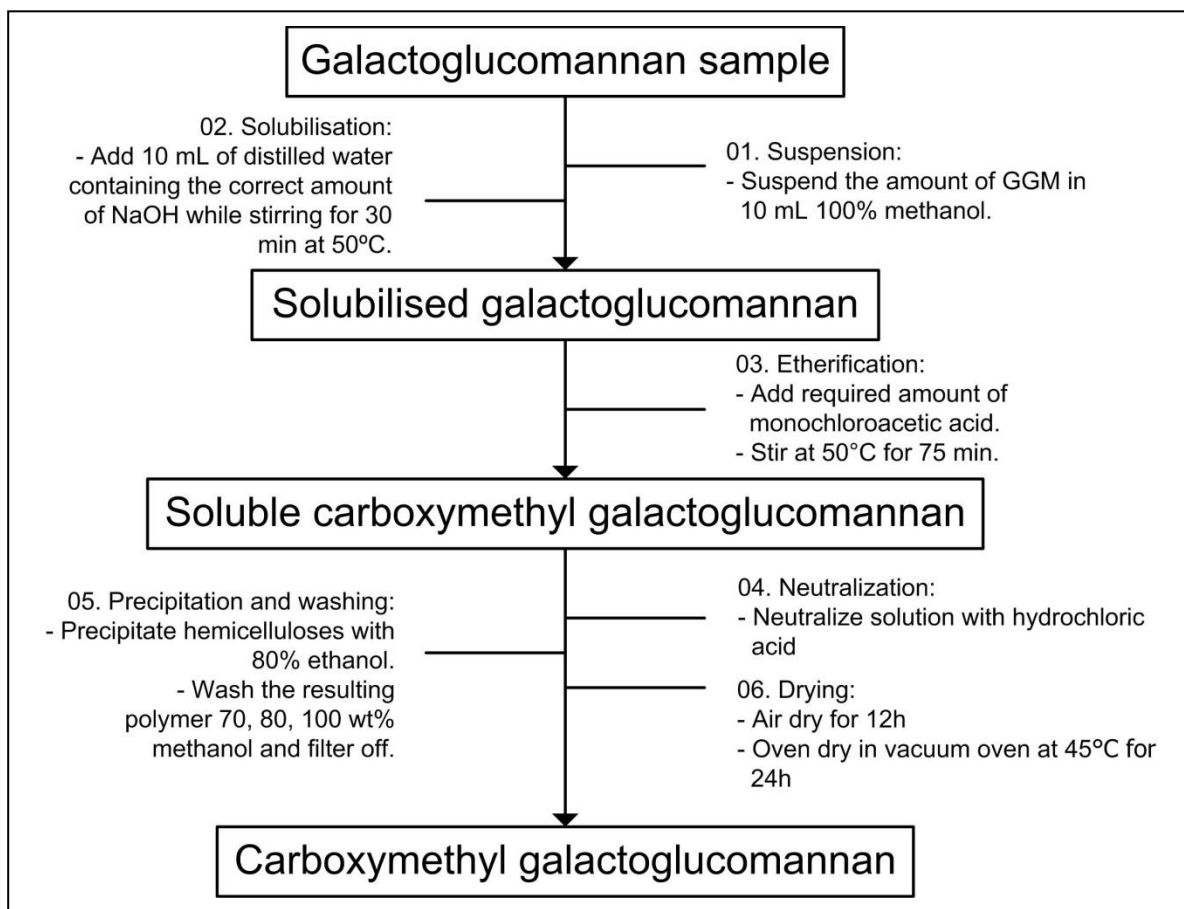 Galactoglucomannan sample
02. Solubilisation:
- Add 10 mL of distilled water
containing the correct amount
of NaOH while stirring for 30
min at 50ºC.
01. Suspension:
- Suspend the amount of GGM in
10 mL 100% methanol.
Solubilised galactoglucomannan
03. Etherification:
- Add required amount of
monochloroacetic acid.
- Stir at 50°C for 75 min.
Soluble carboxymethyl galactoglucomannan
05. Precipitation and washing:
- Precipitate hemicelluloses with
80% ethanol.
- Wash the resulting
polymer 70, 80, 100 wt%
methanol and filter off.
04. Neutralization:
- Neutralize solution with hydrochloric
acid
06. Drying:
- Air dry for 12h
- Oven dry in vacuum oven at 45ºC for
24h
Carboxymethyl galactoglucomannan